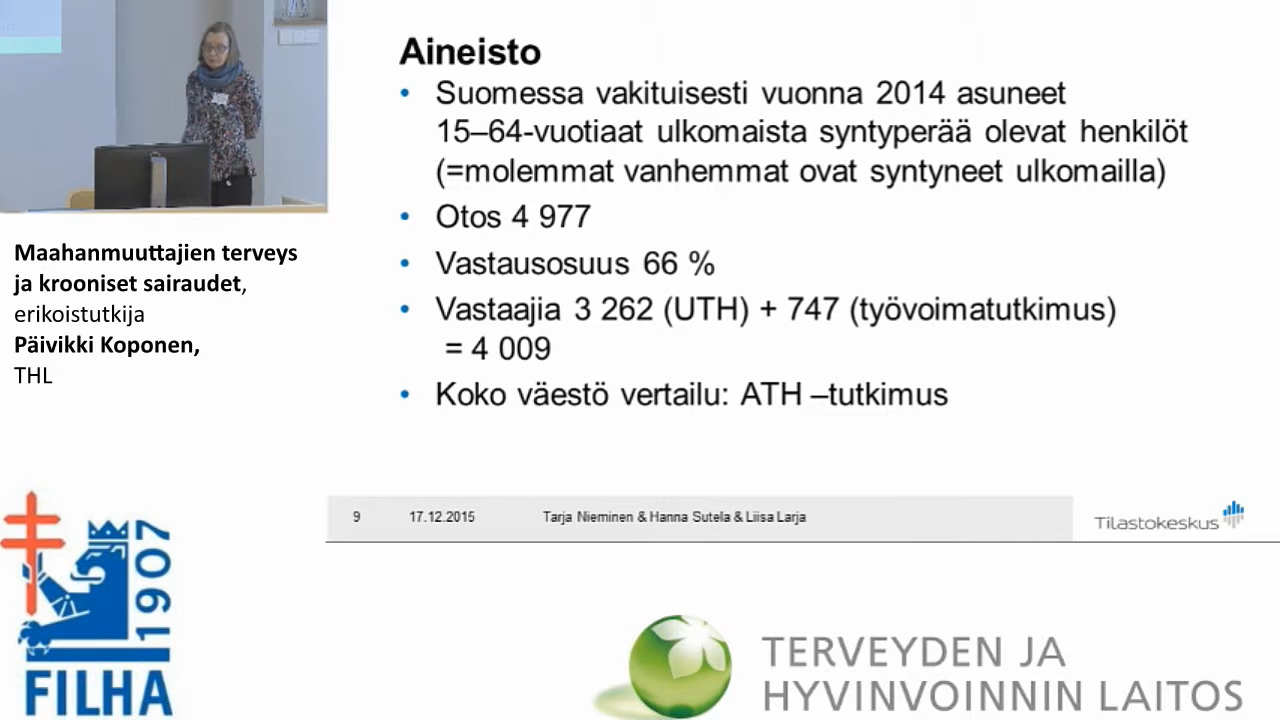 Aineisto
• Suomessa vakituisesti vuonna 2014 asuneet
15–64-vuotiaat ulkomaista syntyperää olevat henkilöt
(=molemmat vanhemmat ovat syntyneet ulkomailla)
• Otos 4 977
• Vastausosuus 66 %
• Vastaajia 3 262 (UTH) + 747 (työvoimatutkimus)
= 4 009
• Koko väestö vertailu: ATH –tutkimus
Maahanmuuttajien terveys
ja krooniset sairaudet,
erikoistutkija
Päivikki Koponen,
THL
9 17.12.2015 Tarja Nieminen & Hanna Sutela & Liisa Larja
Tilastokeskus
1907
FILHA
TERVEYDEN JA
HYVINVOINNIN LAITOS